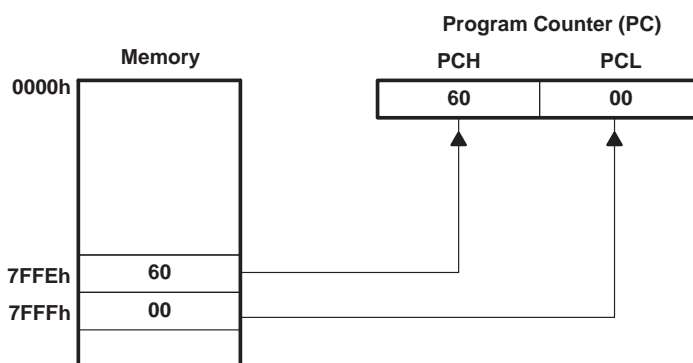 Program Counter (PC)
Memory
PCH PCL
0000h
60 00
7FFEh 60
7FFFh 00